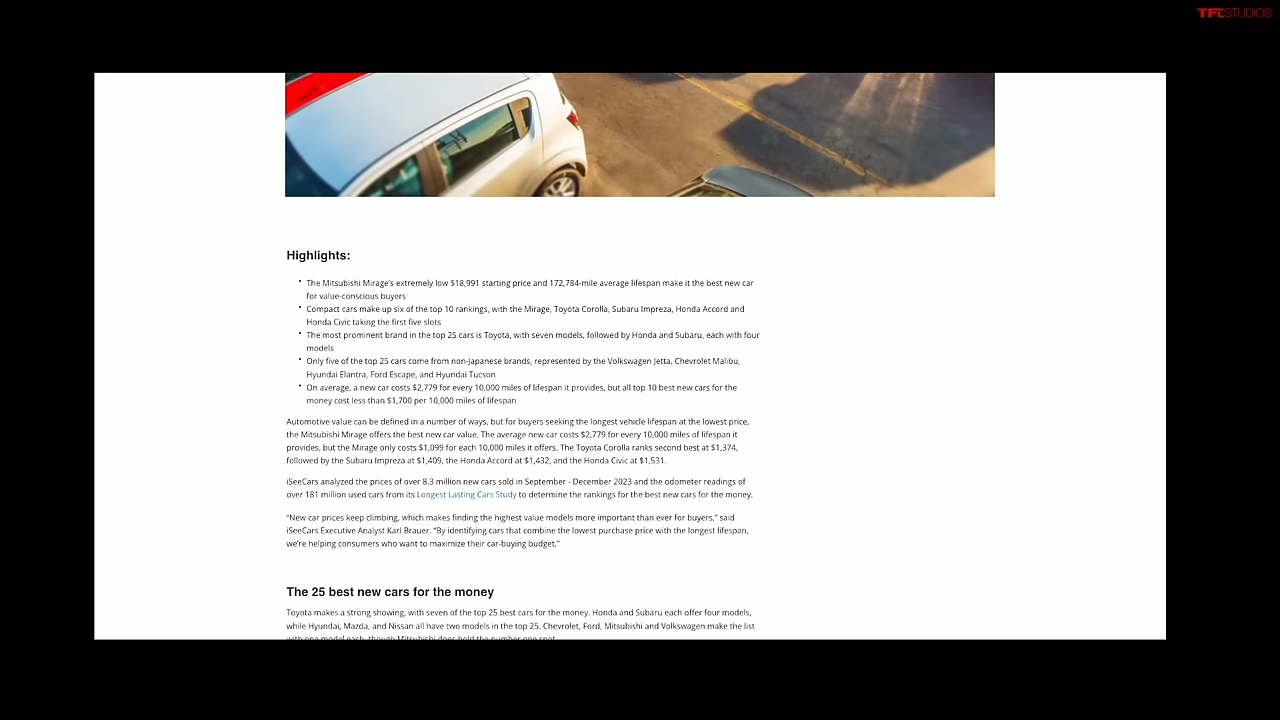 TFLSTUDIOS
Highlights:
• The Mitsubishi Mirage's extremely low $18,991 starting price and 172,784-mile average lifespan make it the best new car
for value-conscious buyers
• Compact cars make up six of the top 10 rankings, with the Mirage, Toyota Corolla, Subaru Impreza, Honda Accord and
Honda Civic taking the first five slots
• The most prominent brand in the top 25 cars is Toyota, with seven models, followed by Honda and Subaru, each with four
models
• Only five of the top 25 cars come from non-Japanese brands, represented by the Volkswagen Jetta, Chevrolet Malibu,
Hyundai Elantra, Ford Escape, and Hyundai Tucson
• On average, a new car costs $2,779 for every 10,000 miles of lifespan it provides, but all top 10 best new cars for the
money cost less than $1,700 per 10,000 miles of lifespan
Automotive value can be defined in a number of ways, but for buyers seeking the longest vehicle lifespan at the lowest price,
the Mitsubishi Mirage offers the best new car value. The average new car costs $2,779 for every 10,000 miles of lifespan it
provides, but the Mirage only costs $1,099 for each 10,000 miles it offers. The Toyota Corolla ranks second best at $1,374,
followed by the Subaru Impreza at $1,409, the Honda Accord at $1,432, and the Honda Civic at $1,531.
iSeeCars analyzed the prices of over 8.3 million new cars sold in September - December 2023 and the odometer readings of
over 181 million used cars from its Longest Lasting Cars Study to determine the rankings for the best new cars for the money.
“New car prices keep climbing, which makes finding the highest value models more important than ever for buyers,” said
iSeeCars Executive Analyst Karl Brauer. “By identifying cars that combine the lowest purchase price with the longest lifespan,
we’re helping consumers who want to maximize their car-buying budget.”
The 25 best new cars for the money
Toyota makes a strong showing, with seven of the top 25 best cars for the money. Honda and Subaru each offer four models,
while Hyundai, Mazda, and Nissan all have two models in the top 25. Chevrolet, Ford, Mitsubishi and Volkswagen make the list
with one model each, though Mitsubishi does hold the number one spot.